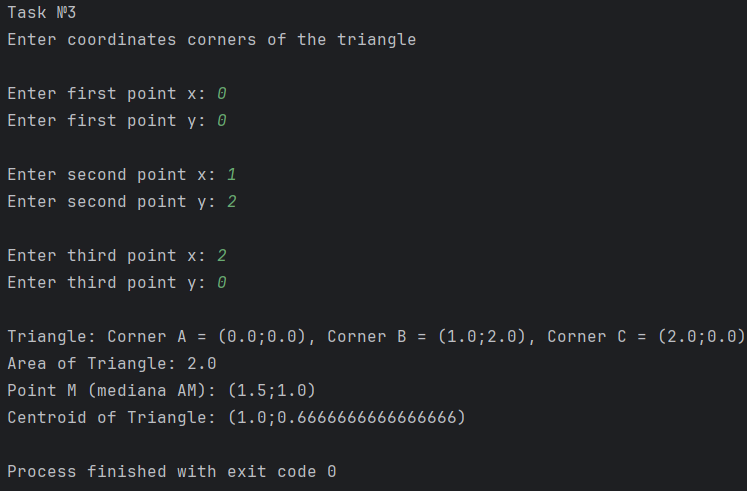 Task №3
Enter coordinates corners of the triangle
Enter first point x: 0
Enter first point y: 0
Enter second point x: 1
Enter second point y: 2
Enter third point x: 2
Enter third point y: 0
Triangle: Corner A = (0.0;0.0), Corner B = (1.0;2.0), Corner C = (2.0;0.0)
Area of Triangle: 2.0
Point M (mediana AM): (1.5;1.0)
Centroid of Triangle: (1.0;0.6666666666666666)
Process finished with exit code 0